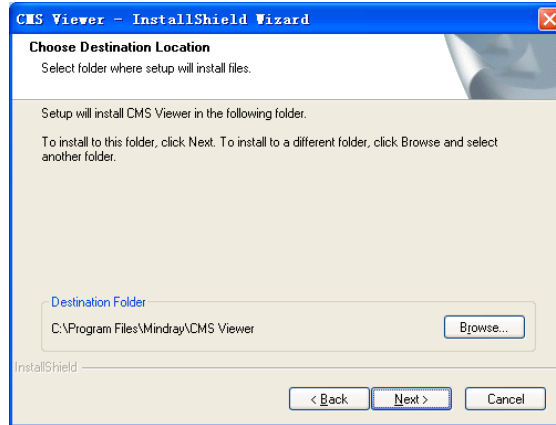 CMS Viewer - InstallShield Wizard
Choose Destination Location
Select folder where setup will install files.
Setup will install CMS Viewer in the following folder.
To install to this folder, click Next. To install to a different folder, click Browse and select
another folder.
Destination Folder
C:\Program Files\Mindray\CMS Viewer
Browse...
InstallShield
< Back
Next >
Cancel